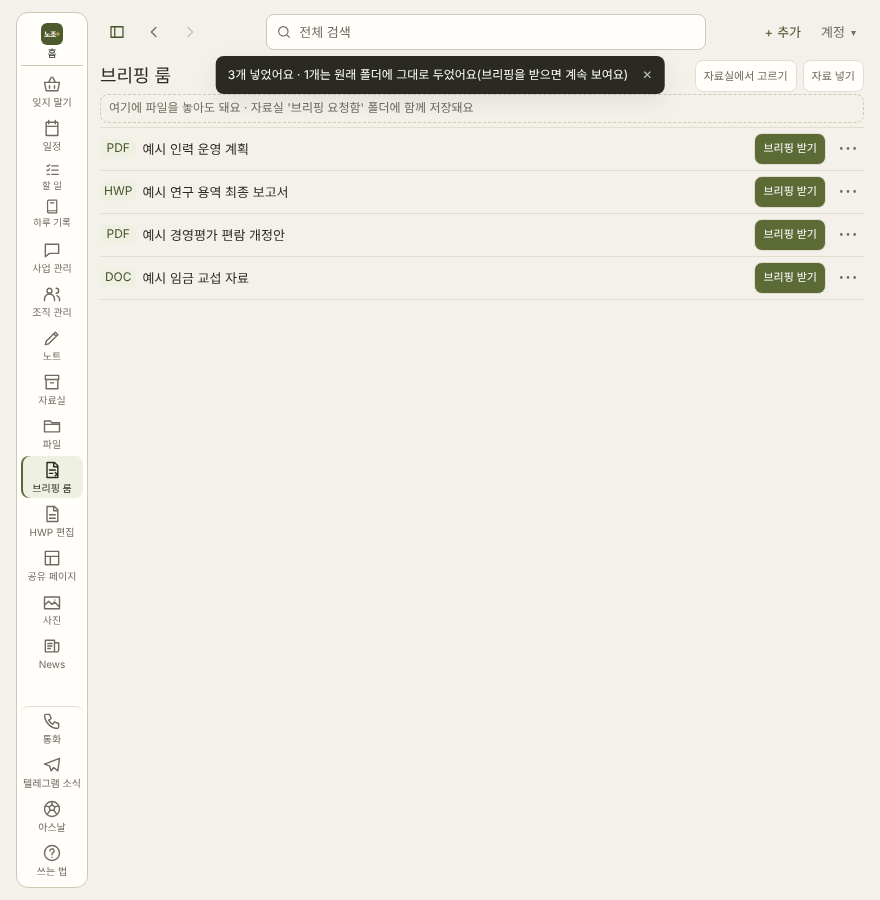 노조+
홈
잊지 말기
일정
할 일
하루 기록
사업 관리
조직 관리
노트
자료실
파일
브리핑 룸
HWP 편집
공유 페이지
사진
News
통화
텔레그램 소식
아스날
쓰는 법
전체 검색
+ 추가
계정 ▾
브리핑 룸
3개 넣었어요 · 1개는 원래 폴더에 그대로 두었어요(브리핑을 받으면 계속 보여요) ×
자료실에서 고르기
자료 넣기
여기에 파일을 놓아도 돼요 · 자료실 '브리핑 요청함' 폴더에 함께 저장돼요
PDF 예시 인력 운영 계획 브리핑 받기 ···
HWP 예시 연구 용역 최종 보고서 브리핑 받기 ···
PDF 예시 경영평가 편람 개정안 브리핑 받기 ···
DOC 예시 임금 교섭 자료 브리핑 받기 ···